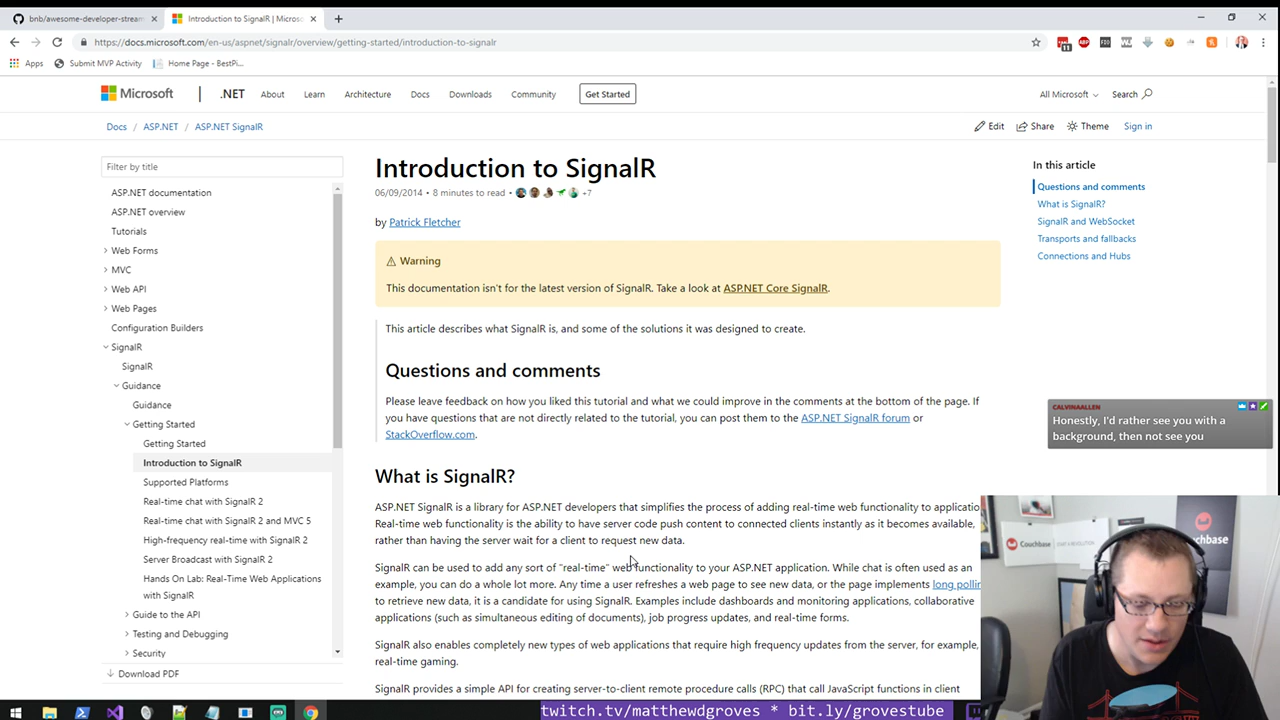 bnb/awesome-developer-stream
Introduction to SignalR | Micros
https://docs.microsoft.com/en-us/aspnet/signalr/overview/getting-started/introduction-to-signalr
Apps
Submit MVP Activity
Home Page - BestPr...
Microsoft
.NET
About
Learn
Architecture
Docs
Downloads
Community
Get Started
All Microsoft
Search
Docs / ASP.NET / ASP.NET SignalR
Edit
Share
Theme
Sign in
Filter by title
ASP.NET documentation
ASP.NET overview
Tutorials
Web Forms
MVC
Web API
Web Pages
Configuration Builders
SignalR
SignalR
Guidance
Guidance
Getting Started
Getting Started
Introduction to SignalR
Supported Platforms
Real-time chat with SignalR 2
Real-time chat with SignalR 2 and MVC 5
High-frequency real-time with SignalR 2
Server Broadcast with SignalR 2
Hands On Lab: Real-Time Web Applications
with SignalR
Guide to the API
Testing and Debugging
Security
Download PDF
Introduction to SignalR
06/09/2014 • 8 minutes to read • +7
by Patrick Fletcher
Warning
This documentation isn't for the latest version of SignalR. Take a look at ASP.NET Core SignalR.
This article describes what SignalR is, and some of the solutions it was designed to create.
Questions and comments
Please leave feedback on how you liked this tutorial and what we could improve in the comments at the bottom of the page. If
you have questions that are not directly related to the tutorial, you can post them to the ASP.NET SignalR forum or
StackOverflow.com.
What is SignalR?
ASP.NET SignalR is a library for ASP.NET developers that simplifies the process of adding real-time web functionality to applicatio
Real-time web functionality is the ability to have server code push content to connected clients instantly as it becomes available,
rather than having the server wait for a client to request new data.
SignalR can be used to add any sort of "real-time" web functionality to your ASP.NET application. While chat is often used as an
example, you can do a whole lot more. Any time a user refreshes a web page to see new data, or the page implements long pollin
to retrieve new data, it is a candidate for using SignalR. Examples include dashboards and monitoring applications, collaborative
applications (such as simultaneous editing of documents), job progress updates, and real-time forms.
SignalR also enables completely new types of web applications that require high frequency updates from the server, for example,
real-time gaming.
SignalR provides a simple API for creating server-to-client remote procedure calls (RPC) that call JavaScript functions in client
In this article
Questions and comments
What is SignalR?
SignalR and WebSocket
Transports and fallbacks
Connections and Hubs
CALVINAALLEN
Honestly, I'd rather see you with a
background, then not see you
Couchbase
Couchbase
twitch.tv/matthewdgroves * bit.ly/grovestube